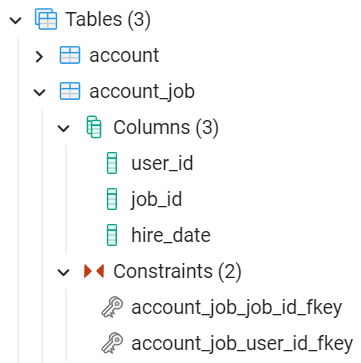 Tables (3)
account
account_job
Columns (3)
user_id
job_id
hire_date
Constraints (2)
account_job_job_id_fkey
account_job_user_id_fkey